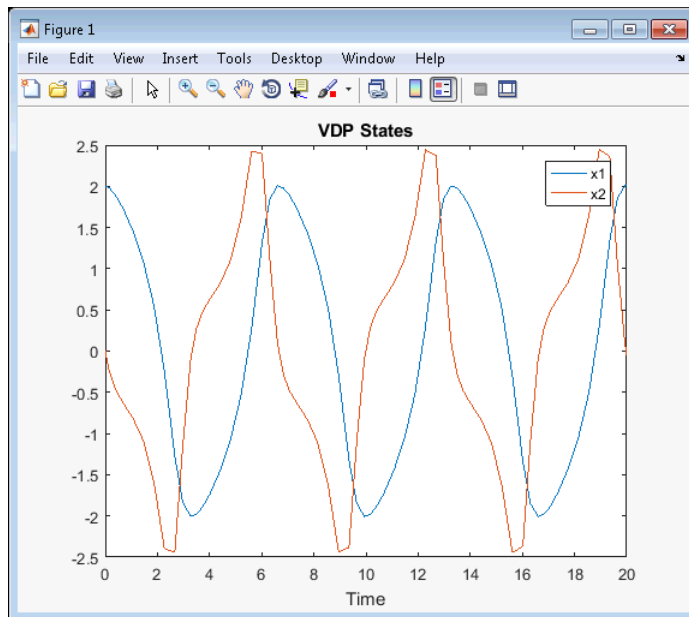 Figure 1
File Edit View Insert Tools Desktop Window Help
VDP States
2.5
2
1.5
1
0.5
0
-0.5
-1
-1.5
-2
-2.5
x1
x2
0 2 4 6 8 10 12 14 16 18 20
Time